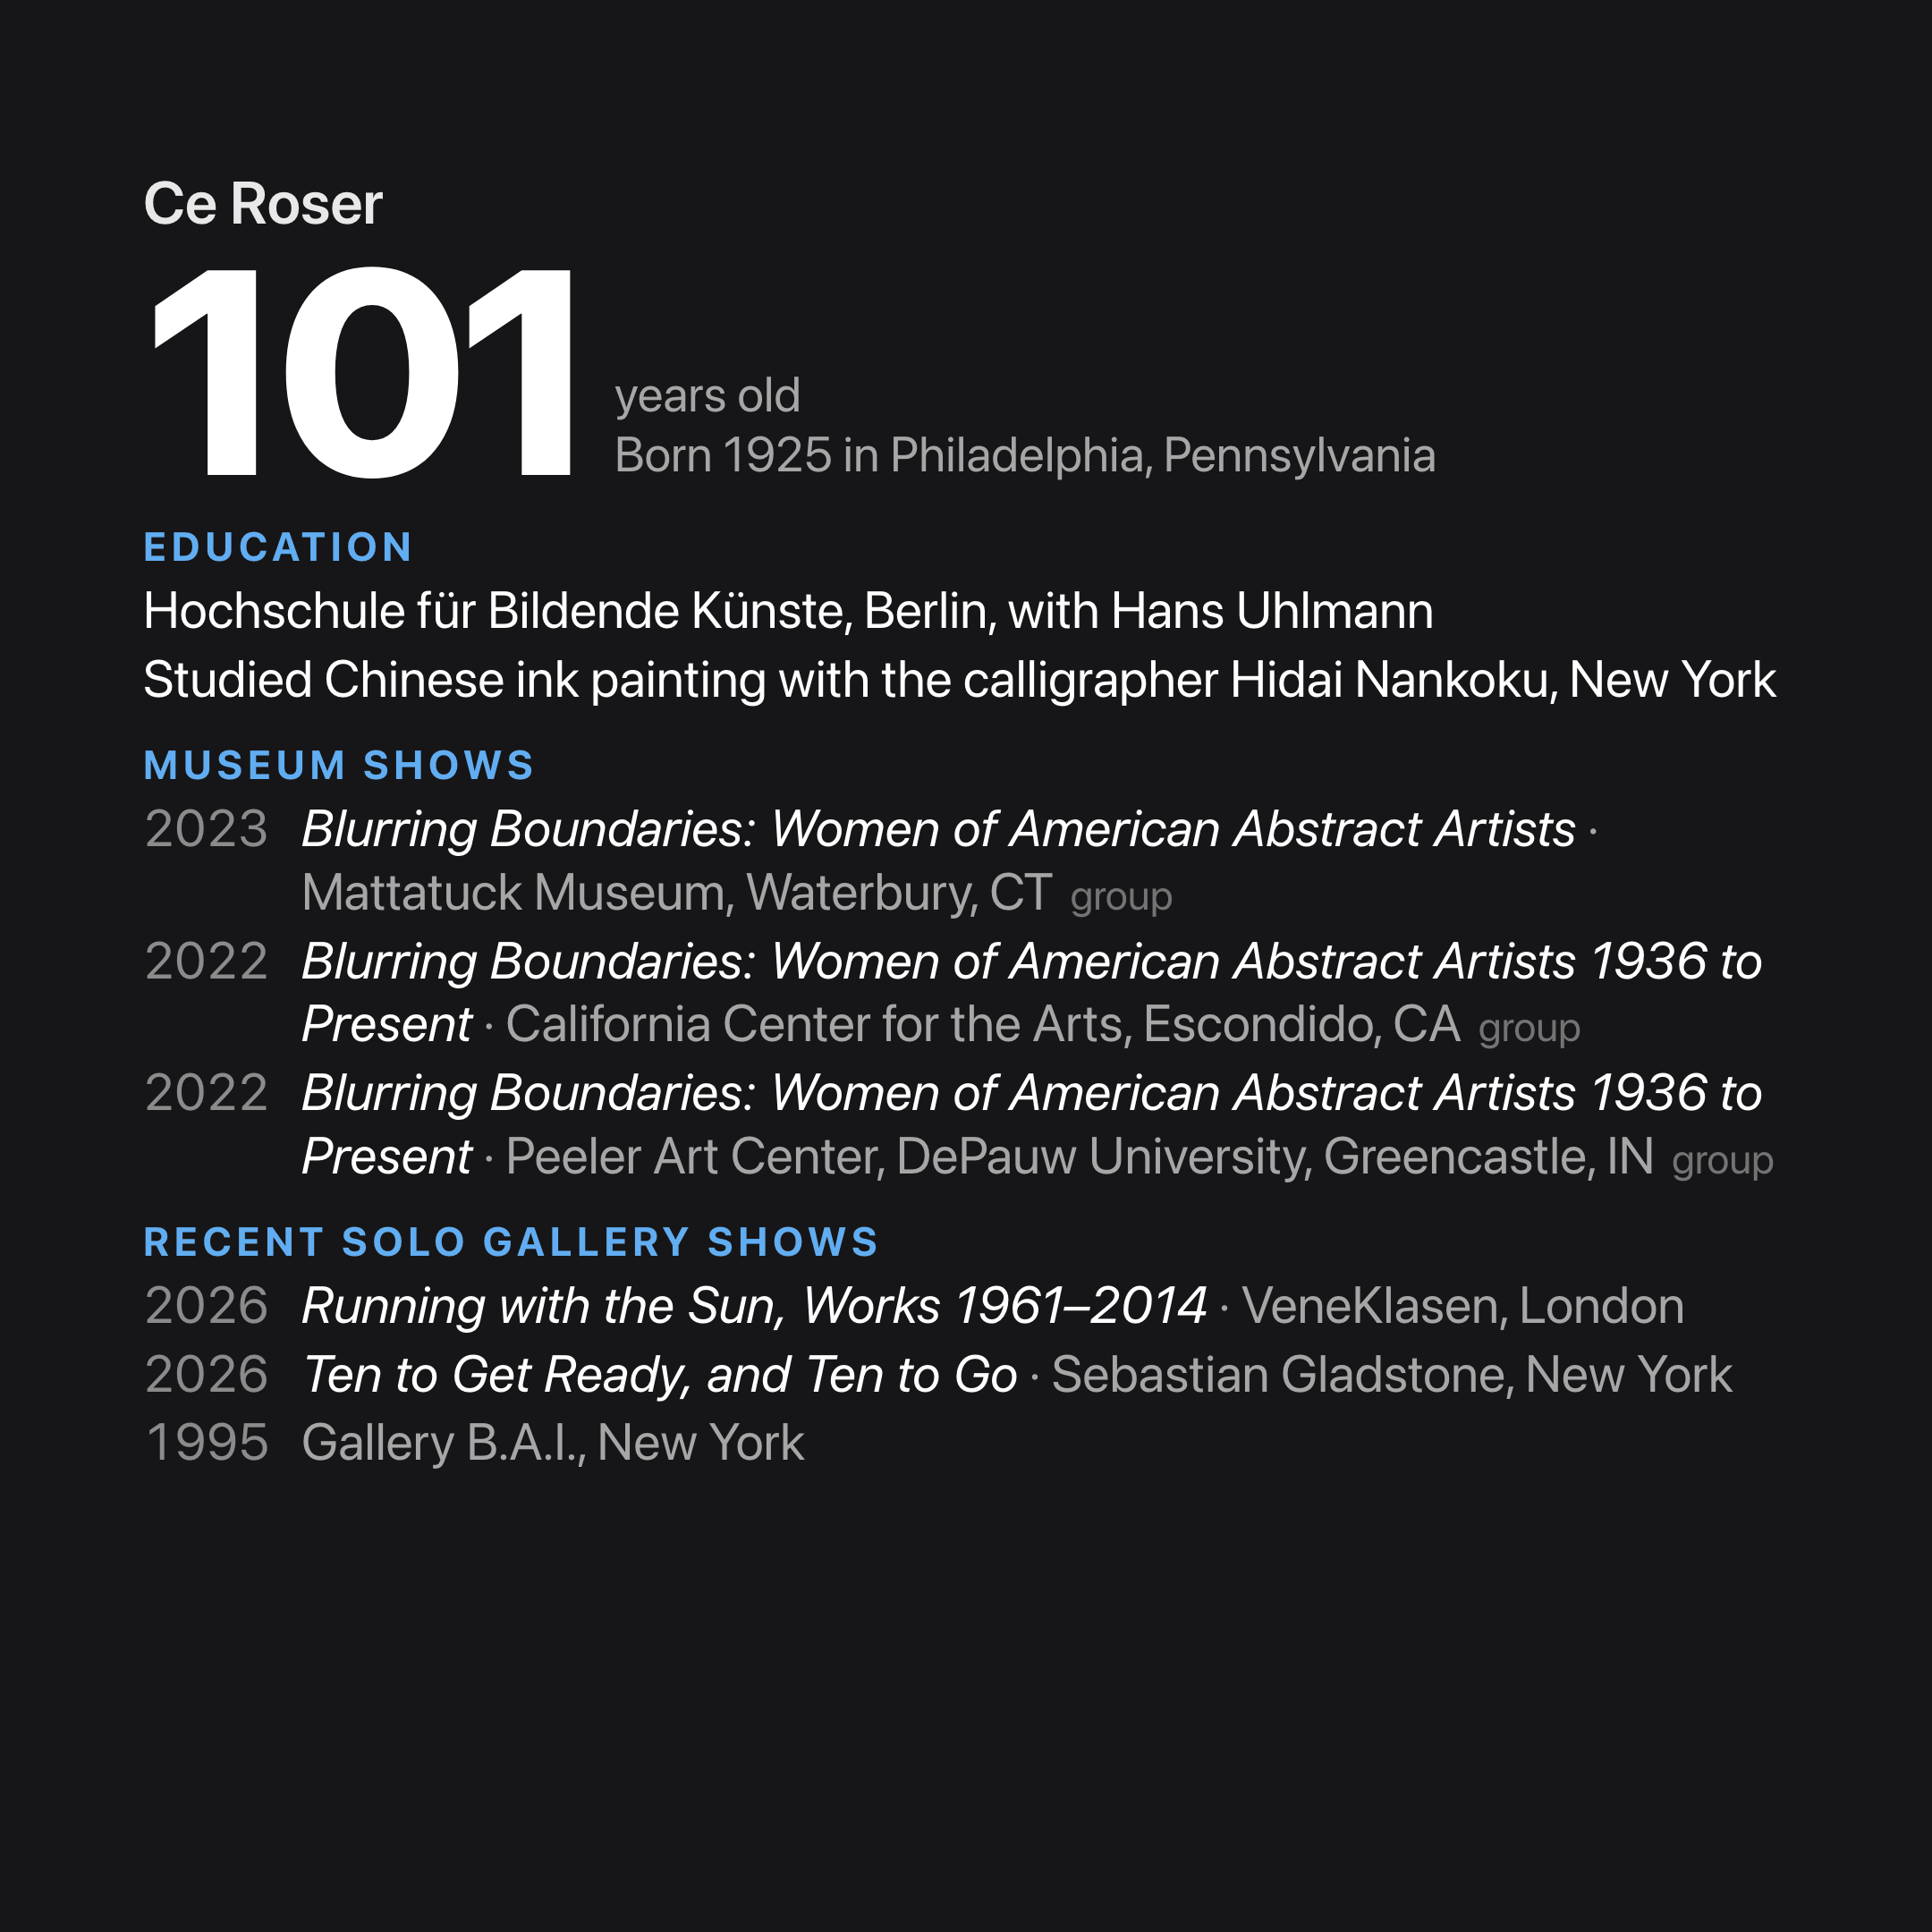 Ce Roser
101
years old
Born 1925 in Philadelphia, Pennsylvania
EDUCATION
Hochschule für Bildende Künste, Berlin, with Hans Uhlmann
Studied Chinese ink painting with the calligrapher Hidai Nankoku, New York
MUSEUM SHOWS
2023 Blurring Boundaries: Women of American Abstract Artists ·
Mattatuck Museum, Waterbury, CT group
2022 Blurring Boundaries: Women of American Abstract Artists 1936 to
Present · California Center for the Arts, Escondido, CA group
2022 Blurring Boundaries: Women of American Abstract Artists 1936 to
Present · Peeler Art Center, DePauw University, Greencastle, IN group
RECENT SOLO GALLERY SHOWS
2026 Running with the Sun, Works 1961–2014 · VeneKlasen, London
2026 Ten to Get Ready, and Ten to Go · Sebastian Gladstone, New York
1995 Gallery B.A.I., New York